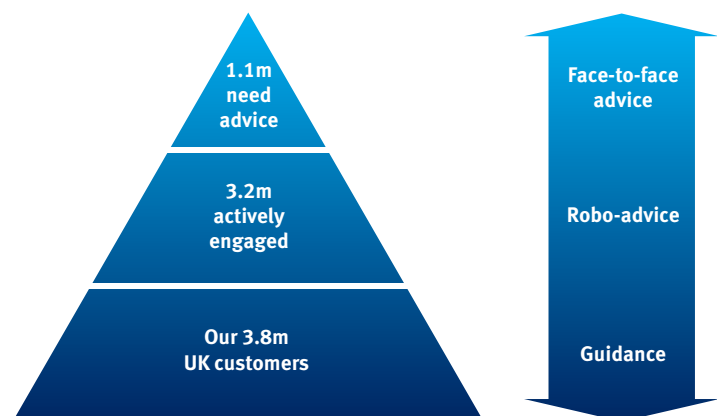 1.1m
need
advice
3.2m
actively
engaged
Our 3.8m
UK customers
Face-to-face
advice
Robo-advice
Guidance